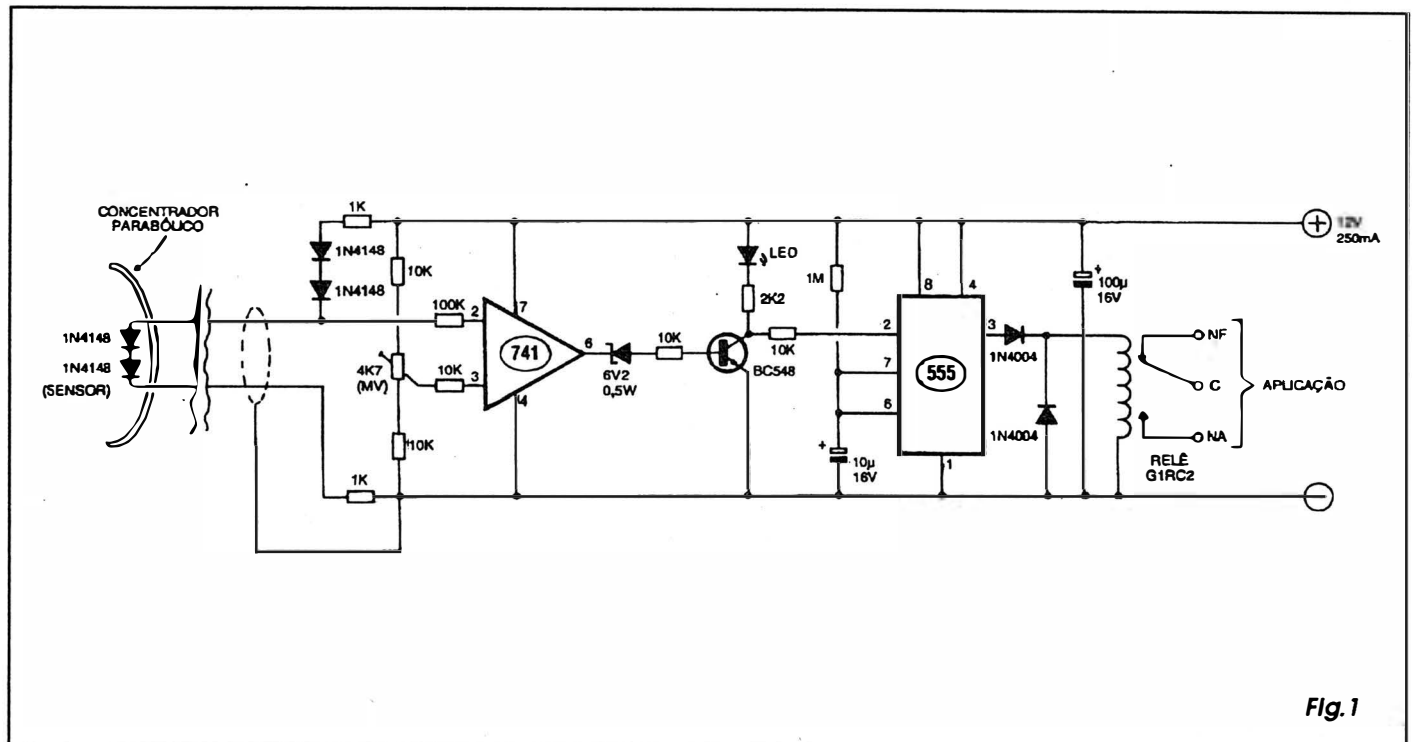 CONCENTRADOR
PARABÓLICO
1N4148
1N4148
(SENSOR)
1K
1N4148
1N4148
10K
100K
4K7
(MV)
10K
10K
1K
2
3
7
4
6
741
6V2
0,5W
10K
LED
2K2
BC548
10K
1M
10µ
16V
+
8
4
2
7
6
3
1
555
1N4004
1N4004
+
100µ
16V
RELÊ
G1RC2
NF
C
NA
APLICAÇÃO
+
12V
250mA
−
Fig.1